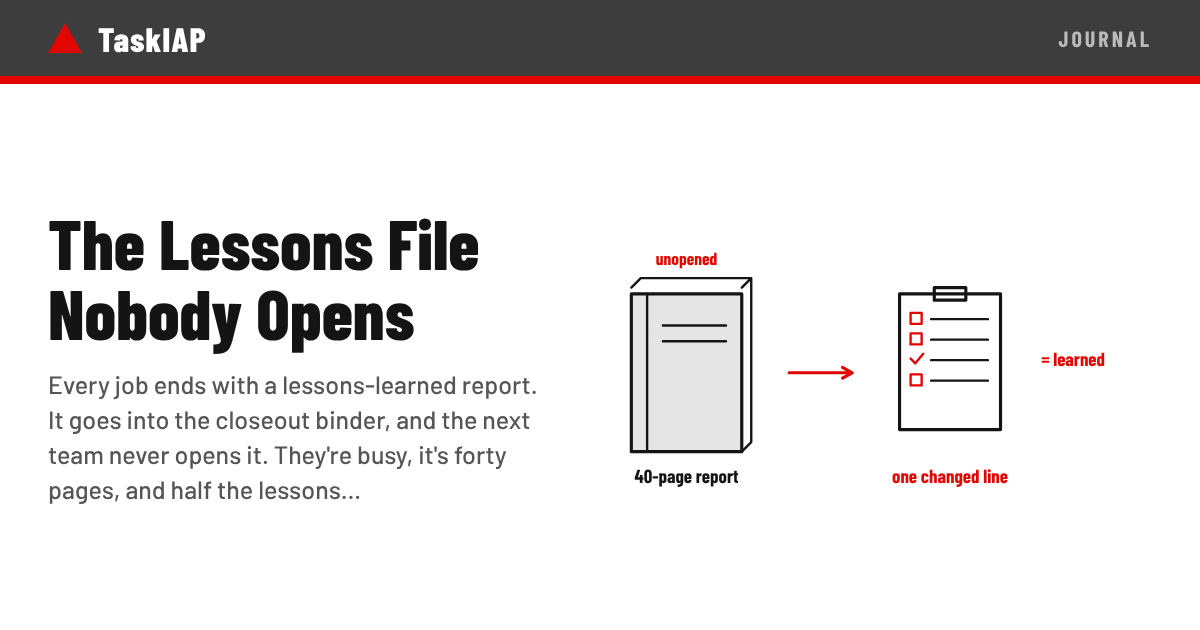 TaskIAP
JOURNAL
The Lessons File
Nobody Opens
Every job ends with a lessons-learned report.
It goes into the closeout binder, and the next
team never opens it. They're busy, it's forty
pages, and half the lessons...
unopened
40-page report
= learned
one changed line